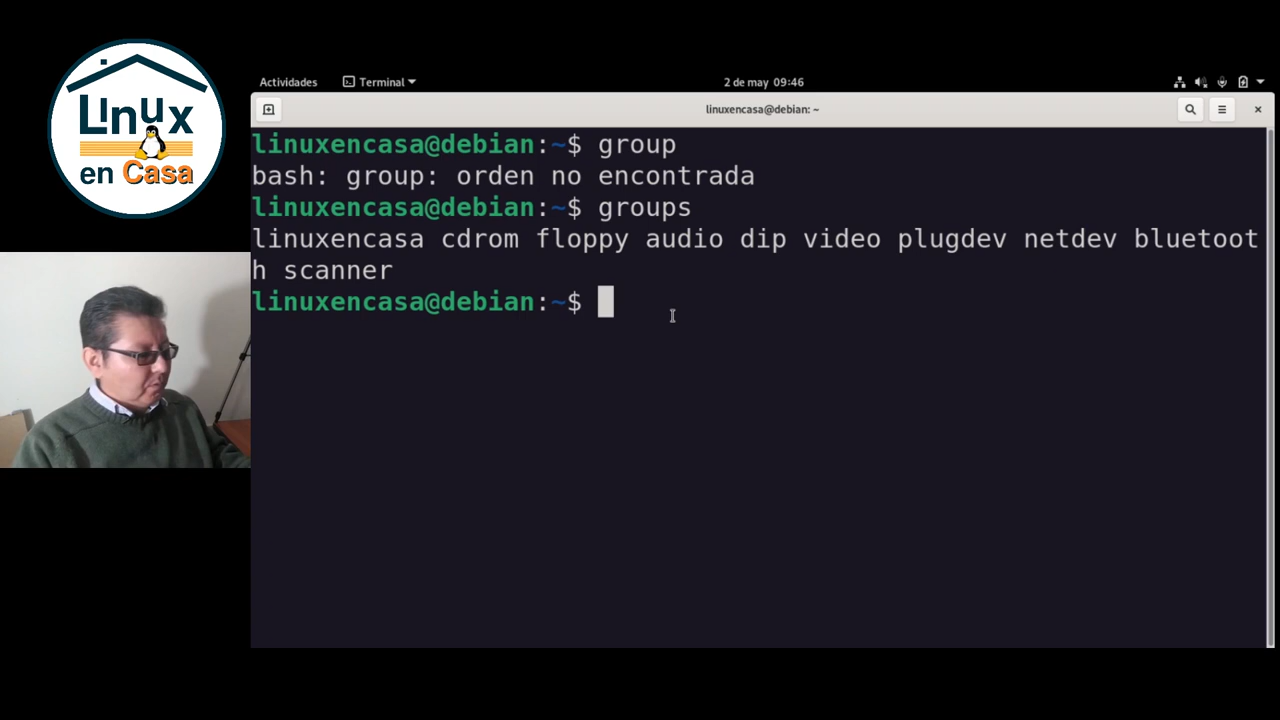 Linux
en Casa
Actividades
Terminal
2 de may 09:46
linuxencasa@debian: ~
linuxencasa@debian:~$ group
bash: group: orden no encontrada
linuxencasa@debian:~$ groups
linuxencasa cdrom floppy audio dip video plugdev netdev bluetoot
h scanner
linuxencasa@debian:~$